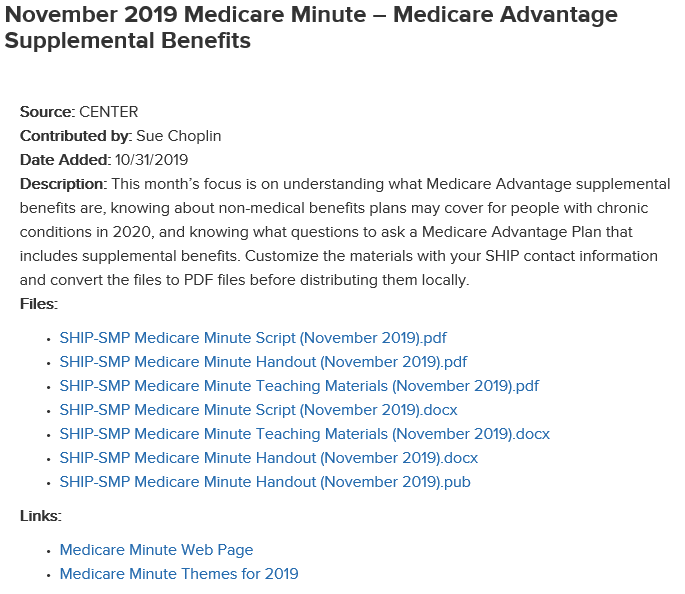 November 2019 Medicare Minute – Medicare Advantage
Supplemental Benefits
Source: CENTER
Contributed by: Sue Choplin
Date Added: 10/31/2019
Description: This month’s focus is on understanding what Medicare Advantage supplemental
benefits are, knowing about non-medical benefits plans may cover for people with chronic
conditions in 2020, and knowing what questions to ask a Medicare Advantage Plan that
includes supplemental benefits. Customize the materials with your SHIP contact information
and convert the files to PDF files before distributing them locally.
Files:
• SHIP-SMP Medicare Minute Script (November 2019).pdf
• SHIP-SMP Medicare Minute Handout (November 2019).pdf
• SHIP-SMP Medicare Minute Teaching Materials (November 2019).pdf
• SHIP-SMP Medicare Minute Script (November 2019).docx
• SHIP-SMP Medicare Minute Teaching Materials (November 2019).docx
• SHIP-SMP Medicare Minute Handout (November 2019).docx
• SHIP-SMP Medicare Minute Handout (November 2019).pub
Links:
• Medicare Minute Web Page
• Medicare Minute Themes for 2019